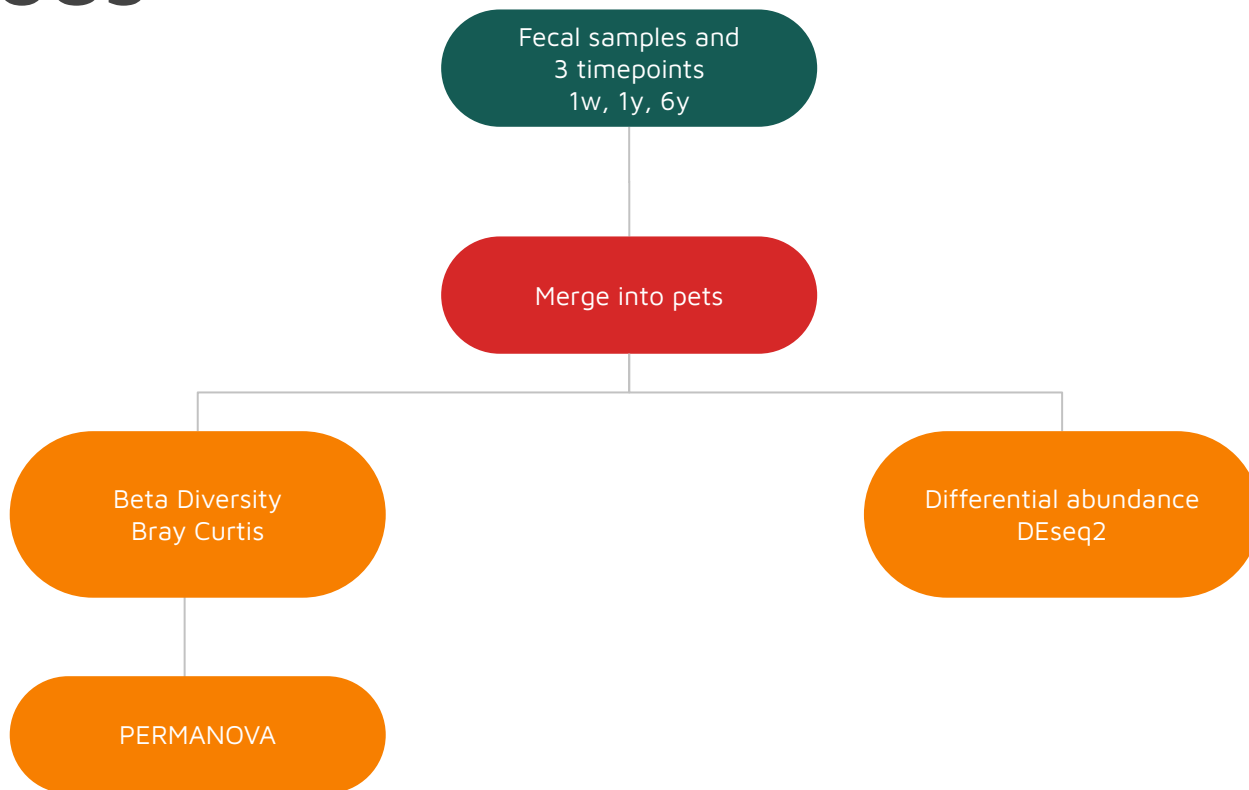 Fecal samples and
3 timepoints
1w, 1y, 6y
Merge into pets
Beta Diversity
Bray Curtis
Differential abundance
DEseq2
PERMANOVA